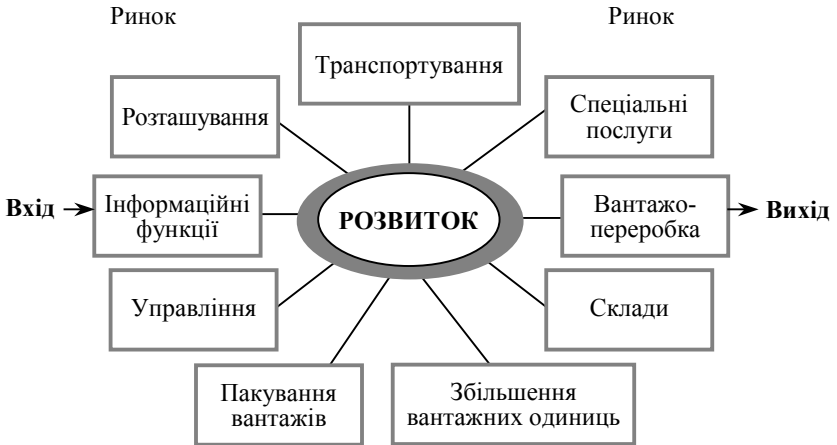 Ринок
Ринок
Транспортування
Розташування
Спеціальні
послуги
Вхід
Інформаційні
функції
РОЗВИТОК
Вантажо-
переробка
Вихід
Управління
Склади
Пакування
вантажів
Збільшення
вантажних одиниць